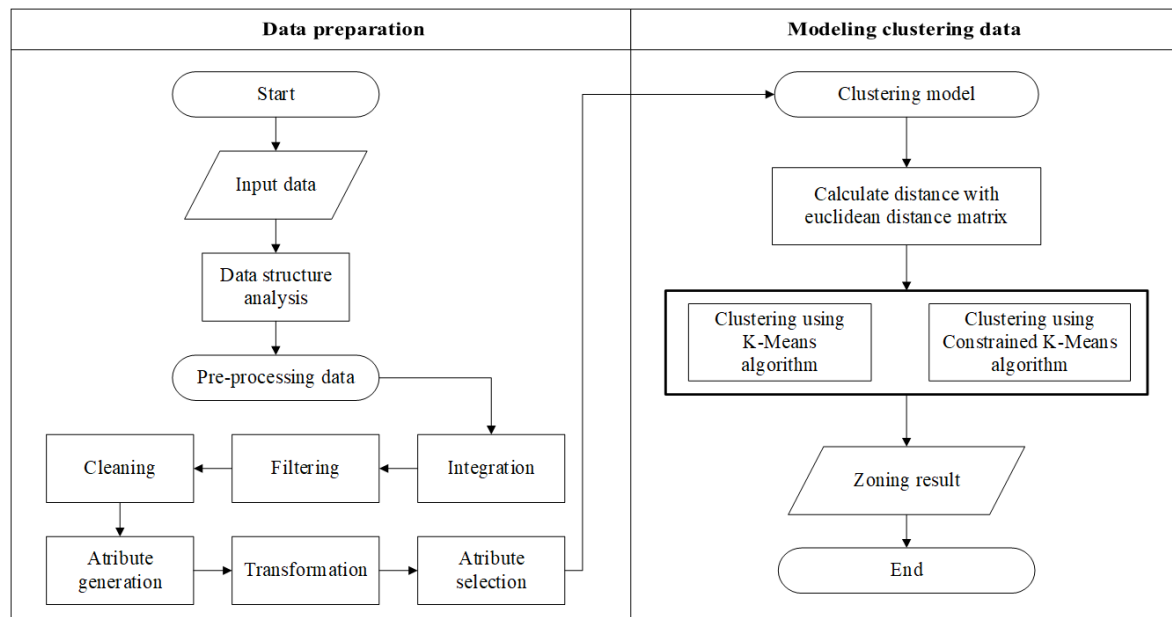 Data preparation
Start
Input data
Data structure
analysis
Pre-processing data
Integration
Filtering
Cleaning
Atribute
generation
Transformation
Atribute
selection
Modeling clustering data
Clustering model
Calculate distance with
euclidean distance matrix
Clustering using
K-Means
algorithm
Clustering using
Constrained K-Means
algorithm
Zoning result
End